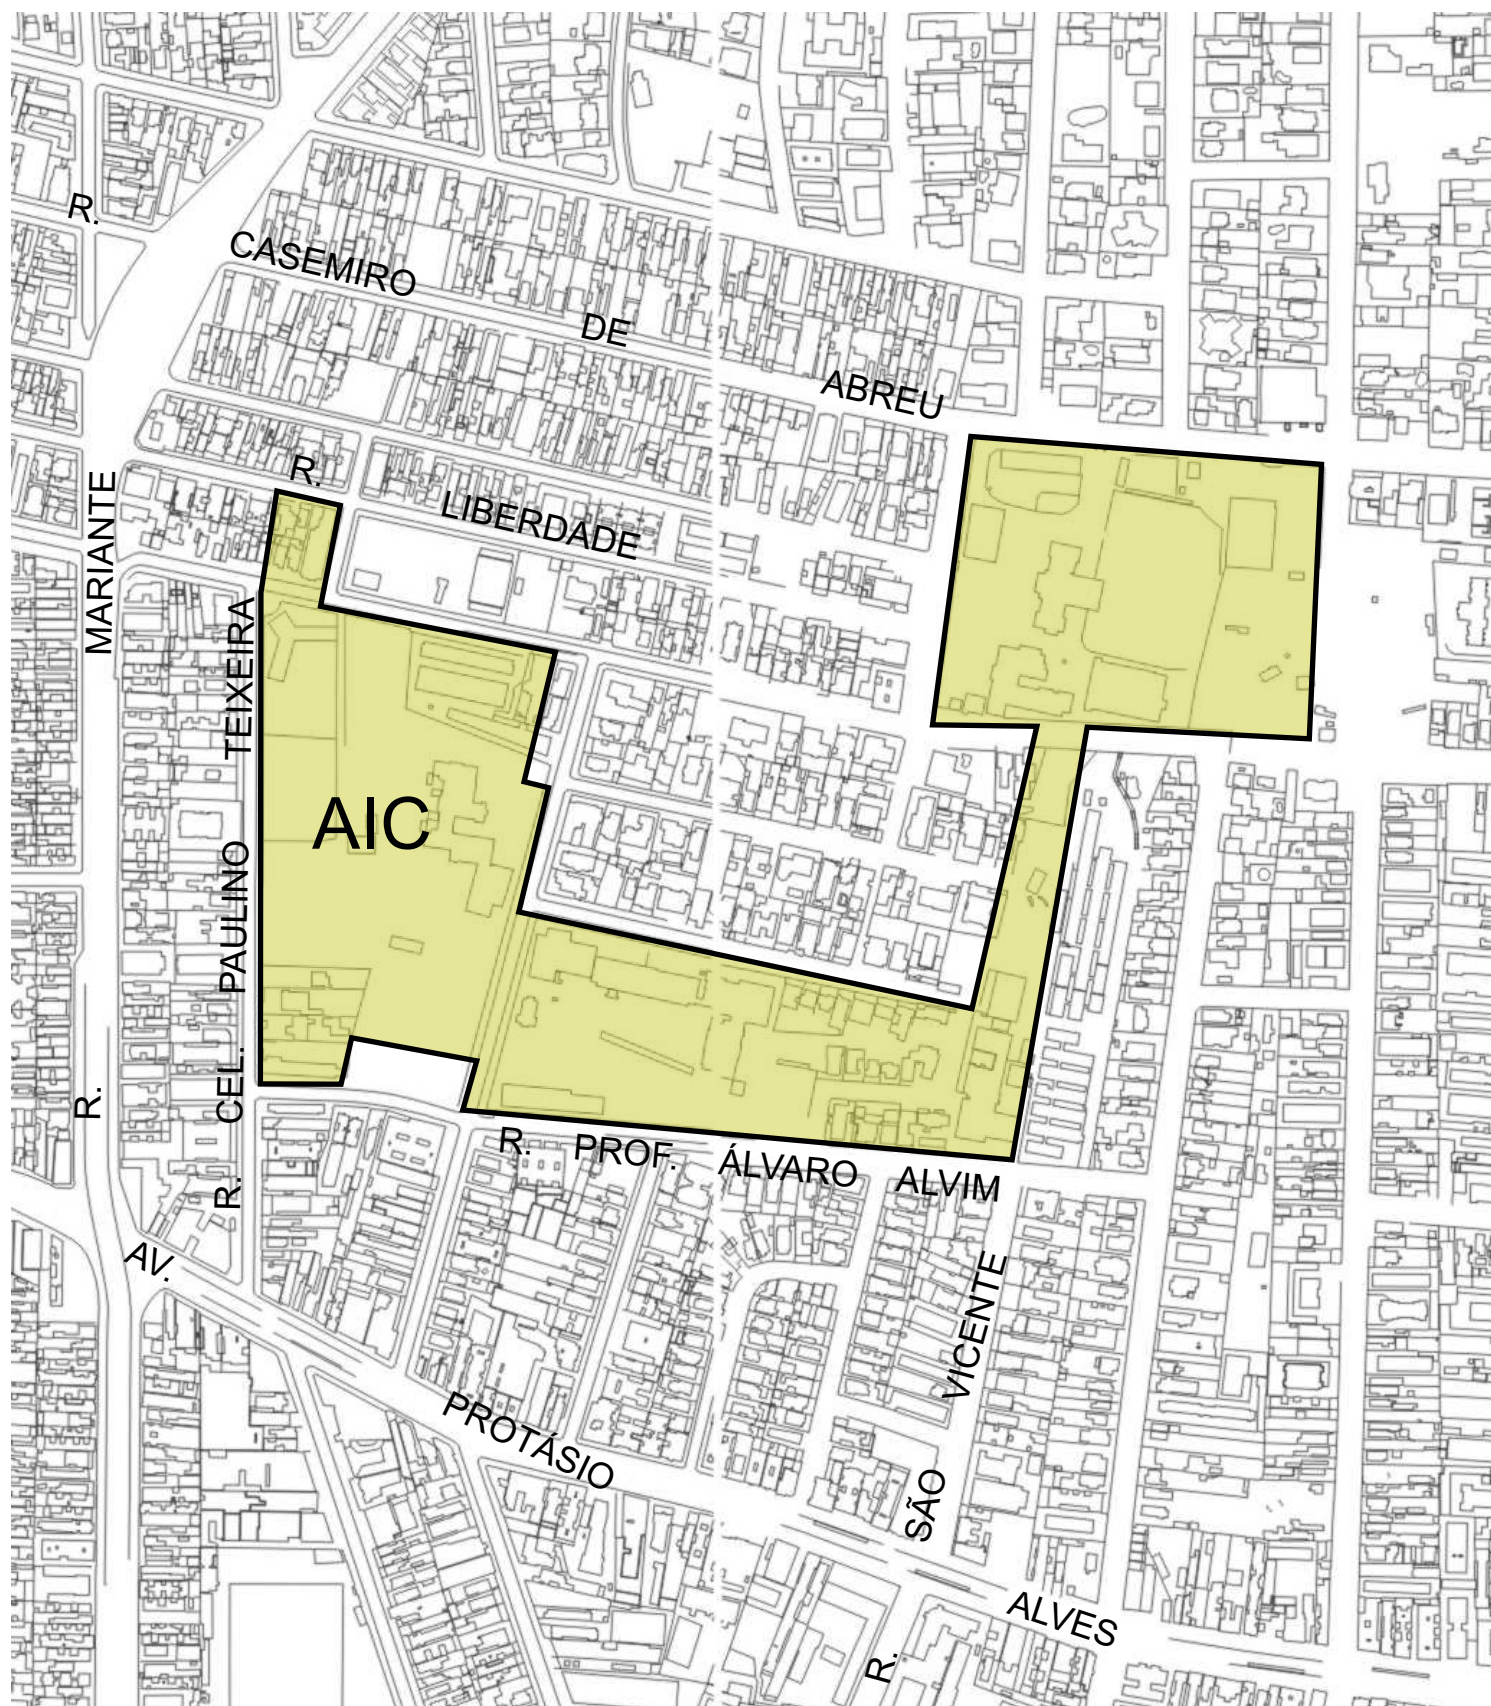 R. CASEMIRO DE ABREU
R. LIBERDADE
R. MARIANTE
R. CEL. PAULINO TEIXEIRA
AIC
R. PROF. ÁLVARO ALVIM
R. SÃO VICENTE
AV. PROTÁSIO ALVES